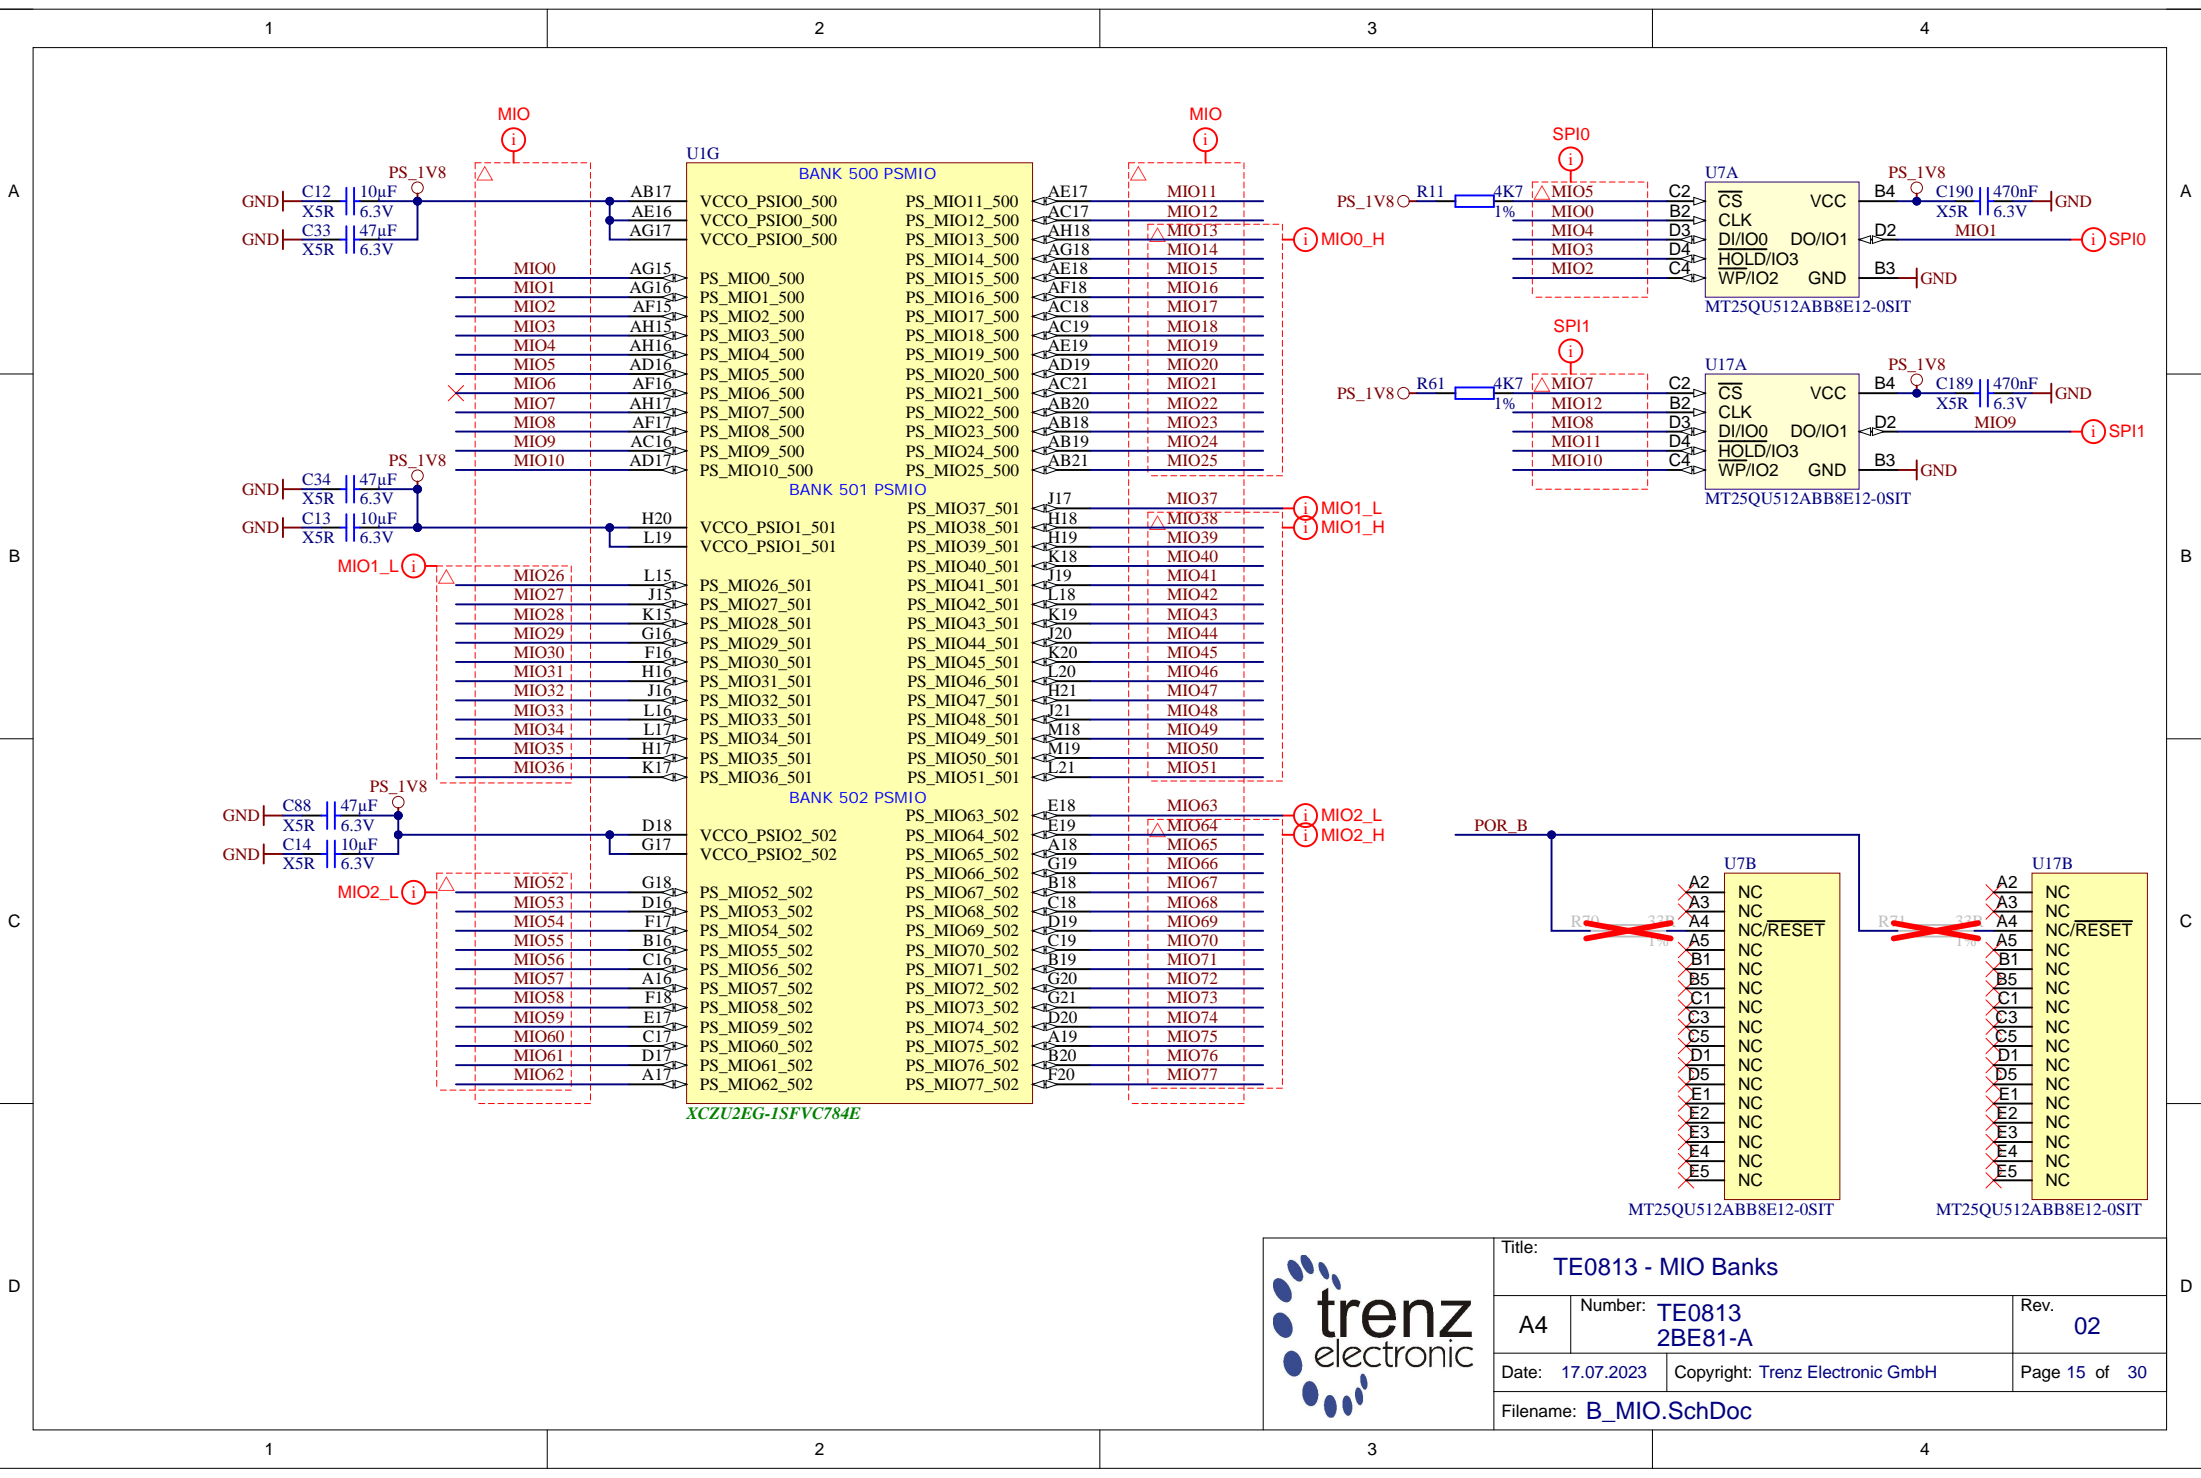 1 2 3 4
A A
B B
C C
D D
MIO
MIO
U1G
BANK 500 PSMIO
PS_1V8
GND C12 10µF
X5R 6.3V
GND C33 47µF
X5R 6.3V
AB17 VCCO_PSIO0_500
AE16 VCCO_PSIO0_500
AG17 VCCO_PSIO0_500
MIO0 AG15 PS_MIO0_500
MIO1 AG16 PS_MIO1_500
MIO2 AF15 PS_MIO2_500
MIO3 AH15 PS_MIO3_500
MIO4 AH16 PS_MIO4_500
MIO5 AD16 PS_MIO5_500
MIO6 AF16 PS_MIO6_500
MIO7 AH17 PS_MIO7_500
MIO8 AF17 PS_MIO8_500
MIO9 AC16 PS_MIO9_500
MIO10 AD17 PS_MIO10_500
PS_MIO11_500 AE17 MIO11
PS_MIO12_500 AC17 MIO12
PS_MIO13_500 AH18 MIO13
MIO0_H
PS_MIO14_500 AG18 MIO14
PS_MIO15_500 AE18 MIO15
PS_MIO16_500 AF18 MIO16
PS_MIO17_500 AC18 MIO17
PS_MIO18_500 AC19 MIO18
PS_MIO19_500 AE19 MIO19
PS_MIO20_500 AD19 MIO20
PS_MIO21_500 AC21 MIO21
PS_MIO22_500 AB20 MIO22
PS_MIO23_500 AB18 MIO23
PS_MIO24_500 AB19 MIO24
PS_MIO25_500 AB21 MIO25
BANK 501 PSMIO
PS_1V8
GND C34 47µF
X5R 6.3V
GND C13 10µF
X5R 6.3V
H20 VCCO_PSIO1_501
L19 VCCO_PSIO1_501
MIO1_L
MIO26 L15 PS_MIO26_501
MIO27 J15 PS_MIO27_501
MIO28 K15 PS_MIO28_501
MIO29 G16 PS_MIO29_501
MIO30 F16 PS_MIO30_501
MIO31 H16 PS_MIO31_501
MIO32 J16 PS_MIO32_501
MIO33 L16 PS_MIO33_501
MIO34 L17 PS_MIO34_501
MIO35 H17 PS_MIO35_501
MIO36 K17 PS_MIO36_501
PS_MIO37_501 J17 MIO37 MIO1_L
PS_MIO38_501 H18 MIO38 MIO1_H
PS_MIO39_501 H19 MIO39
PS_MIO40_501 K18 MIO40
PS_MIO41_501 J19 MIO41
PS_MIO42_501 L18 MIO42
PS_MIO43_501 K19 MIO43
PS_MIO44_501 J20 MIO44
PS_MIO45_501 K20 MIO45
PS_MIO46_501 L20 MIO46
PS_MIO47_501 H21 MIO47
PS_MIO48_501 J21 MIO48
PS_MIO49_501 M18 MIO49
PS_MIO50_501 M19 MIO50
PS_MIO51_501 L21 MIO51
BANK 502 PSMIO
PS_1V8
GND C88 47µF
X5R 6.3V
GND C14 10µF
X5R 6.3V
D18 VCCO_PSIO2_502
G17 VCCO_PSIO2_502
MIO2_L
MIO52 G18 PS_MIO52_502
MIO53 D16 PS_MIO53_502
MIO54 F17 PS_MIO54_502
MIO55 B16 PS_MIO55_502
MIO56 C16 PS_MIO56_502
MIO57 A16 PS_MIO57_502
MIO58 F18 PS_MIO58_502
MIO59 E17 PS_MIO59_502
MIO60 C17 PS_MIO60_502
MIO61 D17 PS_MIO61_502
MIO62 A17 PS_MIO62_502
PS_MIO63_502 E18 MIO63 MIO2_L
PS_MIO64_502 E19 MIO64 MIO2_H
PS_MIO65_502 A18 MIO65
PS_MIO66_502 G19 MIO66
PS_MIO67_502 B18 MIO67
PS_MIO68_502 C18 MIO68
PS_MIO69_502 D19 MIO69
PS_MIO70_502 C19 MIO70
PS_MIO71_502 B19 MIO71
PS_MIO72_502 G20 MIO72
PS_MIO73_502 G21 MIO73
PS_MIO74_502 D20 MIO74
PS_MIO75_502 A19 MIO75
PS_MIO76_502 B20 MIO76
PS_MIO77_502 F20 MIO77
XCZU2EG-1SFVC784E
SPI0
U7A
PS_1V8 R11 4K7 1%
MIO5 C2 CS
MIO0 B2 CLK
MIO4 D3 DI/IO0
MIO3 D4 HOLD/IO3
MIO2 C4 WP/IO2
VCC B4 PS_1V8 C190 470nF GND
X5R 6.3V
DO/IO1 D2 MIO1 SPI0
GND B3 GND
MT25QU512ABB8E12-0SIT
SPI1
U17A
PS_1V8 R61 4K7 1%
MIO7 C2 CS
MIO12 B2 CLK
MIO8 D3 DI/IO0
MIO11 D4 HOLD/IO3
MIO10 C4 WP/IO2
VCC B4 PS_1V8 C189 470nF GND
X5R 6.3V
DO/IO1 D2 MIO9 SPI1
GND B3 GND
MT25QU512ABB8E12-0SIT
POR_B
U7B
A2 NC
A3 NC
A4 NC/RESET
A5 NC
B1 NC
B5 NC
C1 NC
C3 NC
C5 NC
D1 NC
D5 NC
E1 NC
E2 NC
E3 NC
E4 NC
E5 NC
MT25QU512ABB8E12-0SIT
U17B
A2 NC
A3 NC
A4 NC/RESET
A5 NC
B1 NC
B5 NC
C1 NC
C3 NC
C5 NC
D1 NC
D5 NC
E1 NC
E2 NC
E3 NC
E4 NC
E5 NC
MT25QU512ABB8E12-0SIT
trenz
electronic
Title:
TE0813 - MIO Banks
A4 Number: TE0813
2BE81-A
Rev.
02
Date: 17.07.2023 Copyright: Trenz Electronic GmbH Page 15 of 30
Filename: B_MIO.SchDoc
1 2 3 4